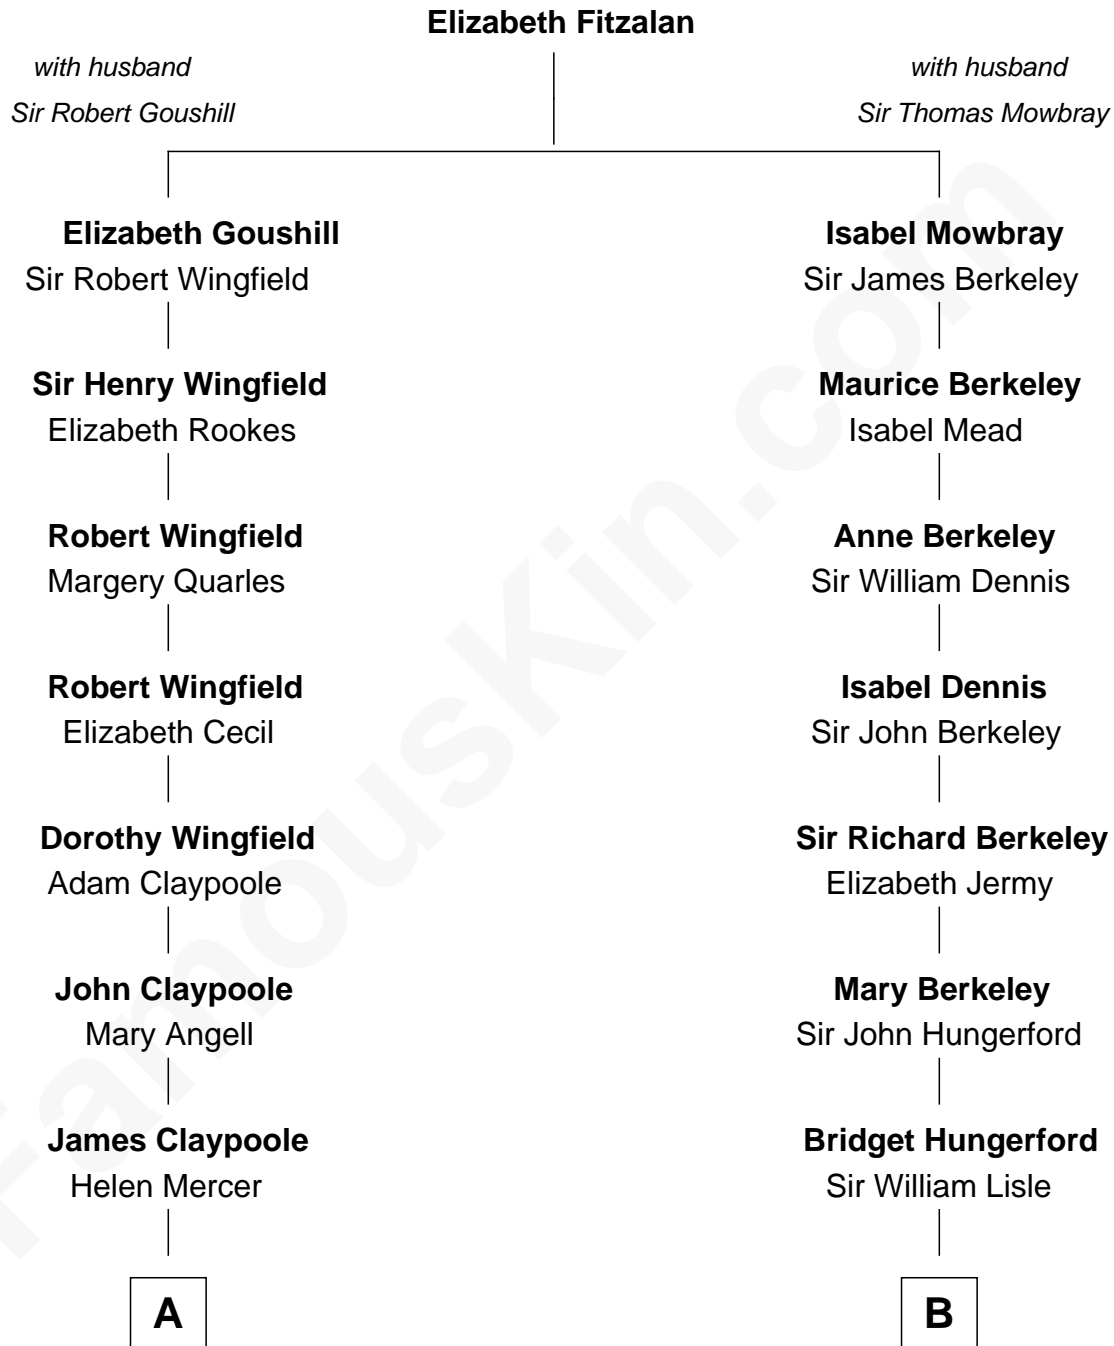 Elizabeth Fitzalan
with husband
Sir Robert Goushill
with husband
Sir Thomas Mowbray
Elizabeth Goushill
Sir Robert Wingfield
Isabel Mowbray
Sir James Berkeley
Sir Henry Wingfield
Elizabeth Rookes
Maurice Berkeley
Isabel Mead
Robert Wingfield
Margery Quarles
Anne Berkeley
Sir William Dennis
Robert Wingfield
Elizabeth Cecil
Isabel Dennis
Sir John Berkeley
Dorothy Wingfield
Adam Claypoole
Sir Richard Berkeley
Elizabeth Jermy
John Claypoole
Mary Angell
Mary Berkeley
Sir John Hungerford
James Claypoole
Helen Mercer
Bridget Hungerford
Sir William Lisle
A
B
FamousKin.com